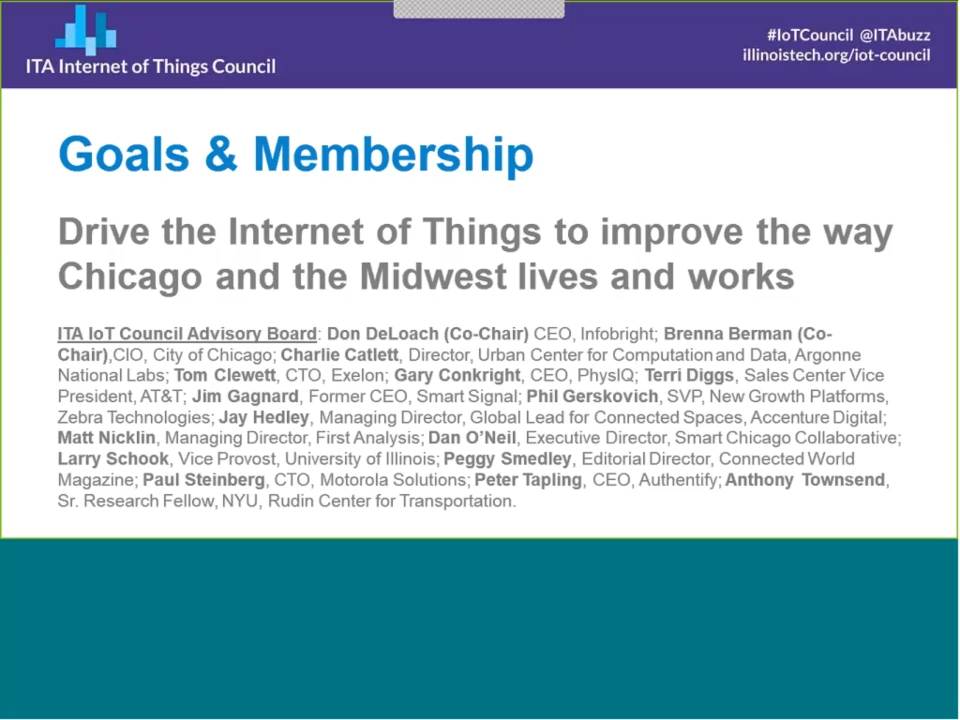 #IoTCouncil @ITAbuzz
illinoistech.org/iot-council
ITA Internet of Things Council
Goals & Membership
Drive the Internet of Things to improve the way
Chicago and the Midwest lives and works
ITA IoT Council Advisory Board: Don DeLoach (Co-Chair) CEO, Infobright; Brenna Berman (Co-
Chair),CIO, City of Chicago; Charlie Catlett, Director, Urban Center for Computation and Data, Argonne
National Labs; Tom Clewett, CTO, Exelon; Gary Conkright, CEO, PhysIQ; Terri Diggs, Sales Center Vice
President, AT&T; Jim Gagnard, Former CEO, Smart Signal; Phil Gerskovich, SVP, New Growth Platforms,
Zebra Technologies; Jay Hedley, Managing Director, Global Lead for Connected Spaces, Accenture Digital;
Matt Nicklin, Managing Director, First Analysis; Dan O’Neil, Executive Director, Smart Chicago Collaborative;
Larry Schook, Vice Provost, University of Illinois; Peggy Smedley, Editorial Director, Connected World
Magazine; Paul Steinberg, CTO, Motorola Solutions; Peter Tapling, CEO, Authentify; Anthony Townsend,
Sr. Research Fellow, NYU, Rudin Center for Transportation.